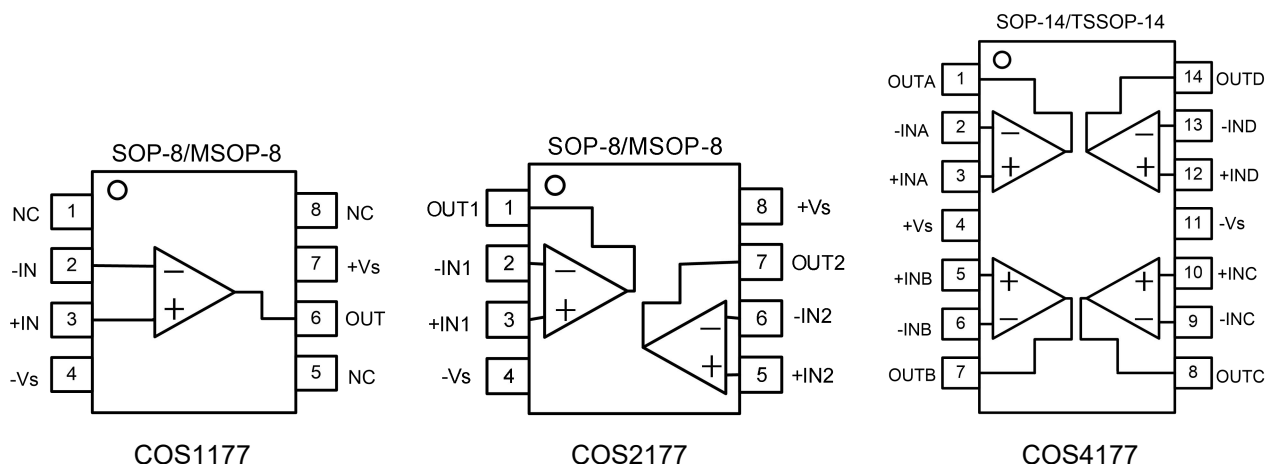 SOP-8/MSOP-8
NC 1
-IN 2
+IN 3
-Vs 4
8 NC
7 +Vs
6 OUT
5 NC
− +
COS1177
SOP-8/MSOP-8
OUT1 1
-IN1 2
+IN1 3
-Vs 4
8 +Vs
7 OUT2
6 -IN2
5 +IN2
− +
− +
COS2177
SOP-14/TSSOP-14
OUTA 1
-INA 2
+INA 3
+Vs 4
+INB 5
-INB 6
OUTB 7
14 OUTD
13 -IND
12 +IND
11 -Vs
10 +INC
9 -INC
8 OUTC
− +
− +
+ −
+ −
COS4177